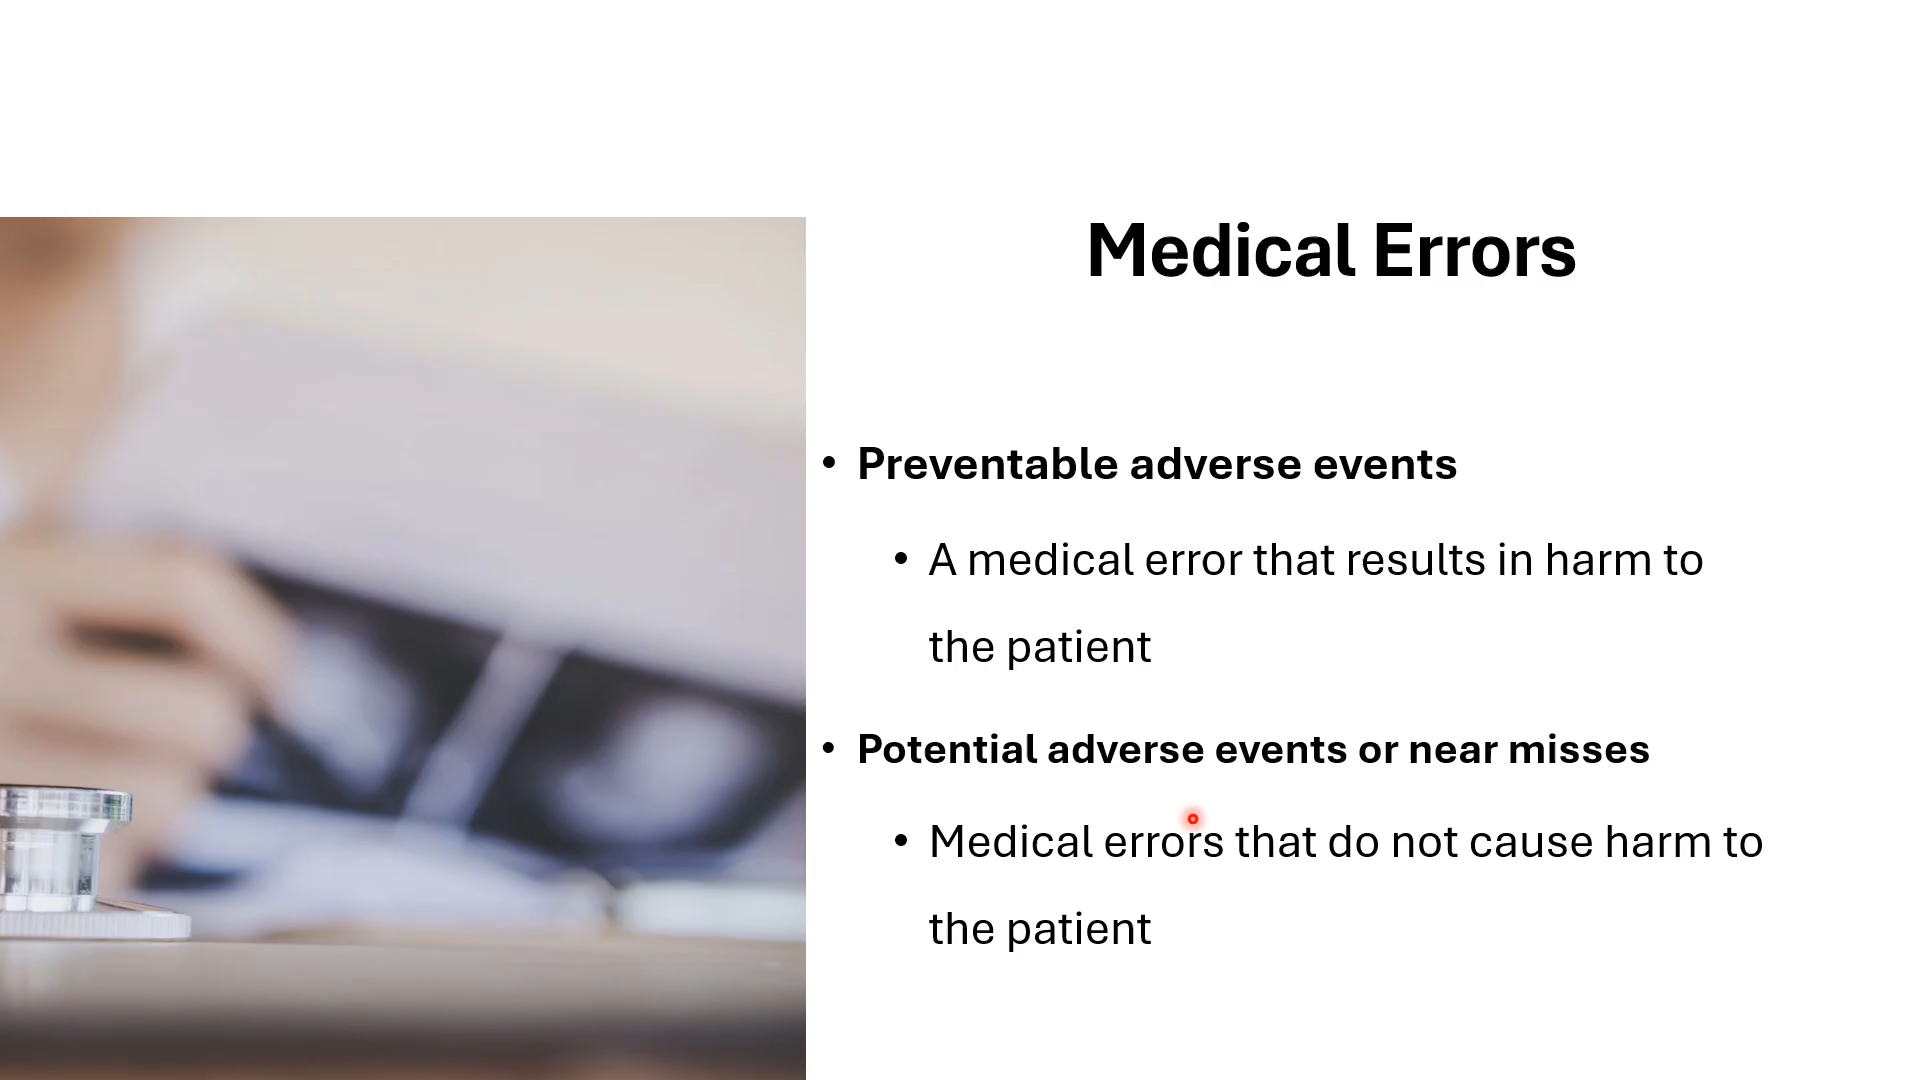 Medical Errors
• Preventable adverse events
• A medical error that results in harm to
the patient
• Potential adverse events or near misses
• Medical errors that do not cause harm to
the patient